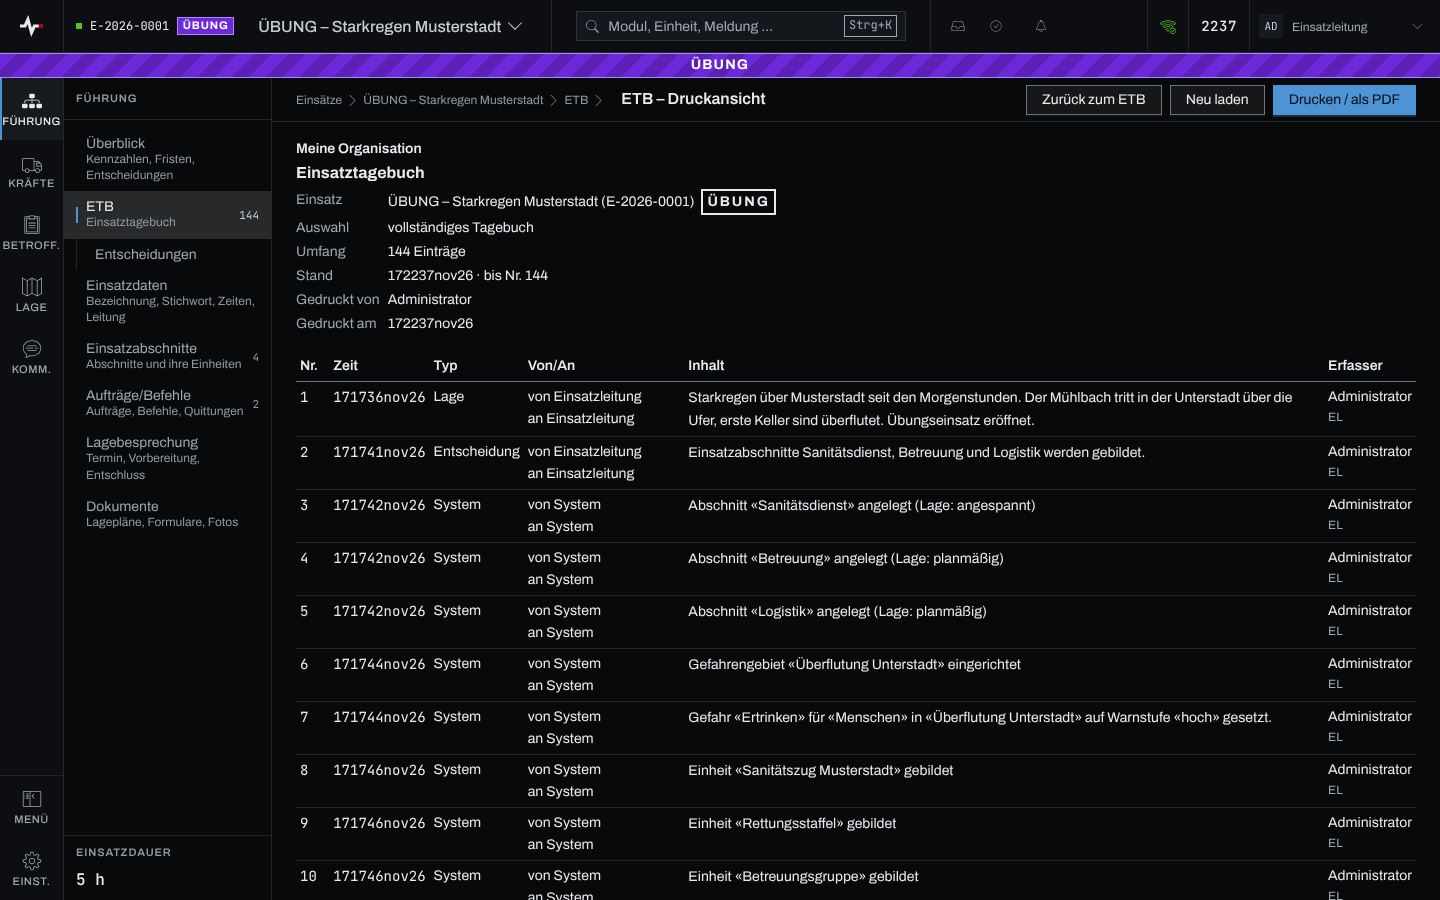 E-2026-0001 ÜBUNG ÜBUNG – Starkregen Musterstadt Modul, Einheit, Meldung ... Strg+K 2237 AD Einsatzleitung
ÜBUNG
FÜHRUNG
KRÄFTE
BETROFF.
LAGE
KOMM.
MENÜ
EINST.
FÜHRUNG
Überblick
Kennzahlen, Fristen,
Entscheidungen
ETB
Einsatztagebuch
144
Entscheidungen
Einsatzdaten
Bezeichnung, Stichwort, Zeiten,
Leitung
Einsatzabschnitte
Abschnitte und ihre Einheiten
4
Aufträge/Befehle
Aufträge, Befehle, Quittungen
2
Lagebesprechung
Termin, Vorbereitung,
Entschluss
Dokumente
Lagepläne, Formulare, Fotos
EINSATZDAUER
5 h
Einsätze ÜBUNG – Starkregen Musterstadt ETB ETB – Druckansicht Zurück zum ETB Neu laden Drucken / als PDF
Meine Organisation
Einsatztagebuch
Einsatz ÜBUNG – Starkregen Musterstadt (E-2026-0001) ÜBUNG
Auswahl vollständiges Tagebuch
Umfang 144 Einträge
Stand 172237nov26 · bis Nr. 144
Gedruckt von Administrator
Gedruckt am 172237nov26
Nr. Zeit Typ Von/An Inhalt Erfasser
1 171736nov26 Lage von Einsatzleitung Starkregen über Musterstadt seit den Morgenstunden. Der Mühlbach tritt in der Unterstadt über die Administrator
an Einsatzleitung Ufer, erste Keller sind überflutet. Übungseinsatz eröffnet. EL
2 171741nov26 Entscheidung von Einsatzleitung Einsatzabschnitte Sanitätsdienst, Betreuung und Logistik werden gebildet. Administrator
an Einsatzleitung EL
3 171742nov26 System von System Abschnitt «Sanitätsdienst» angelegt (Lage: angespannt) Administrator
an System EL
4 171742nov26 System von System Abschnitt «Betreuung» angelegt (Lage: planmäßig) Administrator
an System EL
5 171742nov26 System von System Abschnitt «Logistik» angelegt (Lage: planmäßig) Administrator
an System EL
6 171744nov26 System von System Gefahrengebiet «Überflutung Unterstadt» eingerichtet Administrator
an System EL
7 171744nov26 System von System Gefahr «Ertrinken» für «Menschen» in «Überflutung Unterstadt» auf Warnstufe «hoch» gesetzt. Administrator
an System EL
8 171746nov26 System von System Einheit «Sanitätszug Musterstadt» gebildet Administrator
an System EL
9 171746nov26 System von System Einheit «Rettungsstaffel» gebildet Administrator
an System EL
10 171746nov26 System von System Einheit «Betreuungsgruppe» gebildet Administrator
an System EL